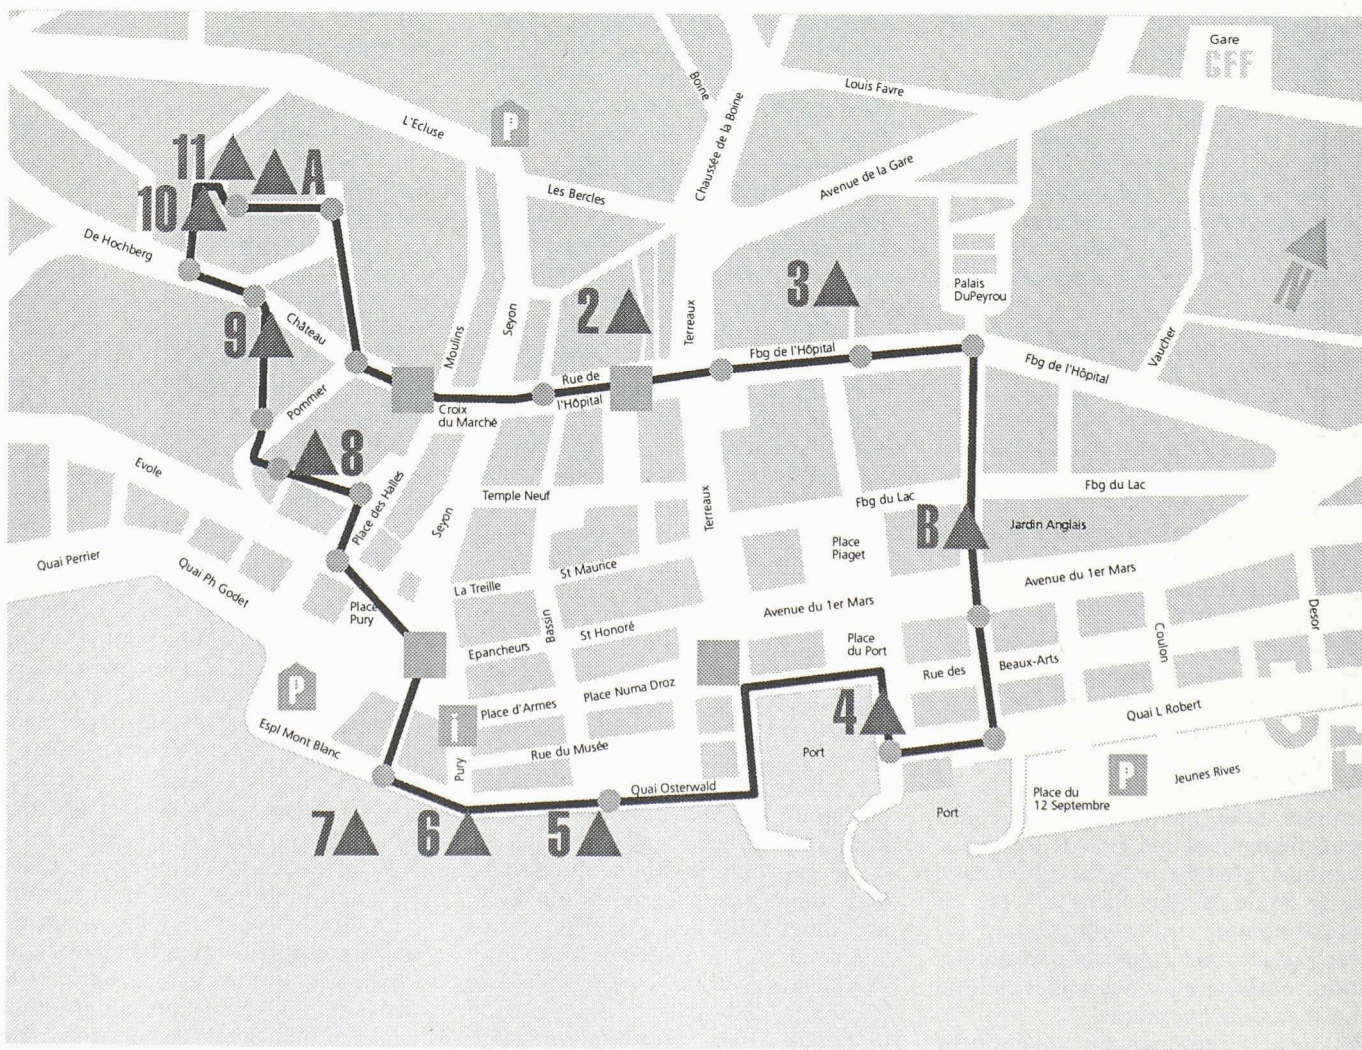 Gare
CFF
Boine
Louis Favre
L'Ecluse
P
Chaussée de la Boine
11
A
10
Les Bercles
Avenue de la Gare
De Hochberg
N
3
Palais
DuPeyrou
2
9
Château
Moulins
Seyon
Terreaux
Fbg de l'Hôpital
Vaucher
Fbg de l'Hôpital
Rue de
l'Hôpital
Pommier
Croix
du Marché
8
Evole
Place des Halles
Seyon
Temple Neuf
Terreaux
Fbg du Lac
Fbg du Lac
B
Jardin Anglais
Place
Piaget
Quai Perrier
Quai Ph Godet
La Treille
St Maurice
Avenue du 1er Mars
Avenue du 1er Mars
Place
Pury
Bassin
St Honoré
Epancheurs
Place
du Port
Coulon
Desor
Rue des
Beaux-Arts
P
Place d'Armes
Place Numa Droz
4
Quai L Robert
Espl Mont Blanc
i
Pury
Rue du Musée
Port
P
Jeunes Rives
Quai Osterwald
Place du
12 Septembre
Port
7
6
5